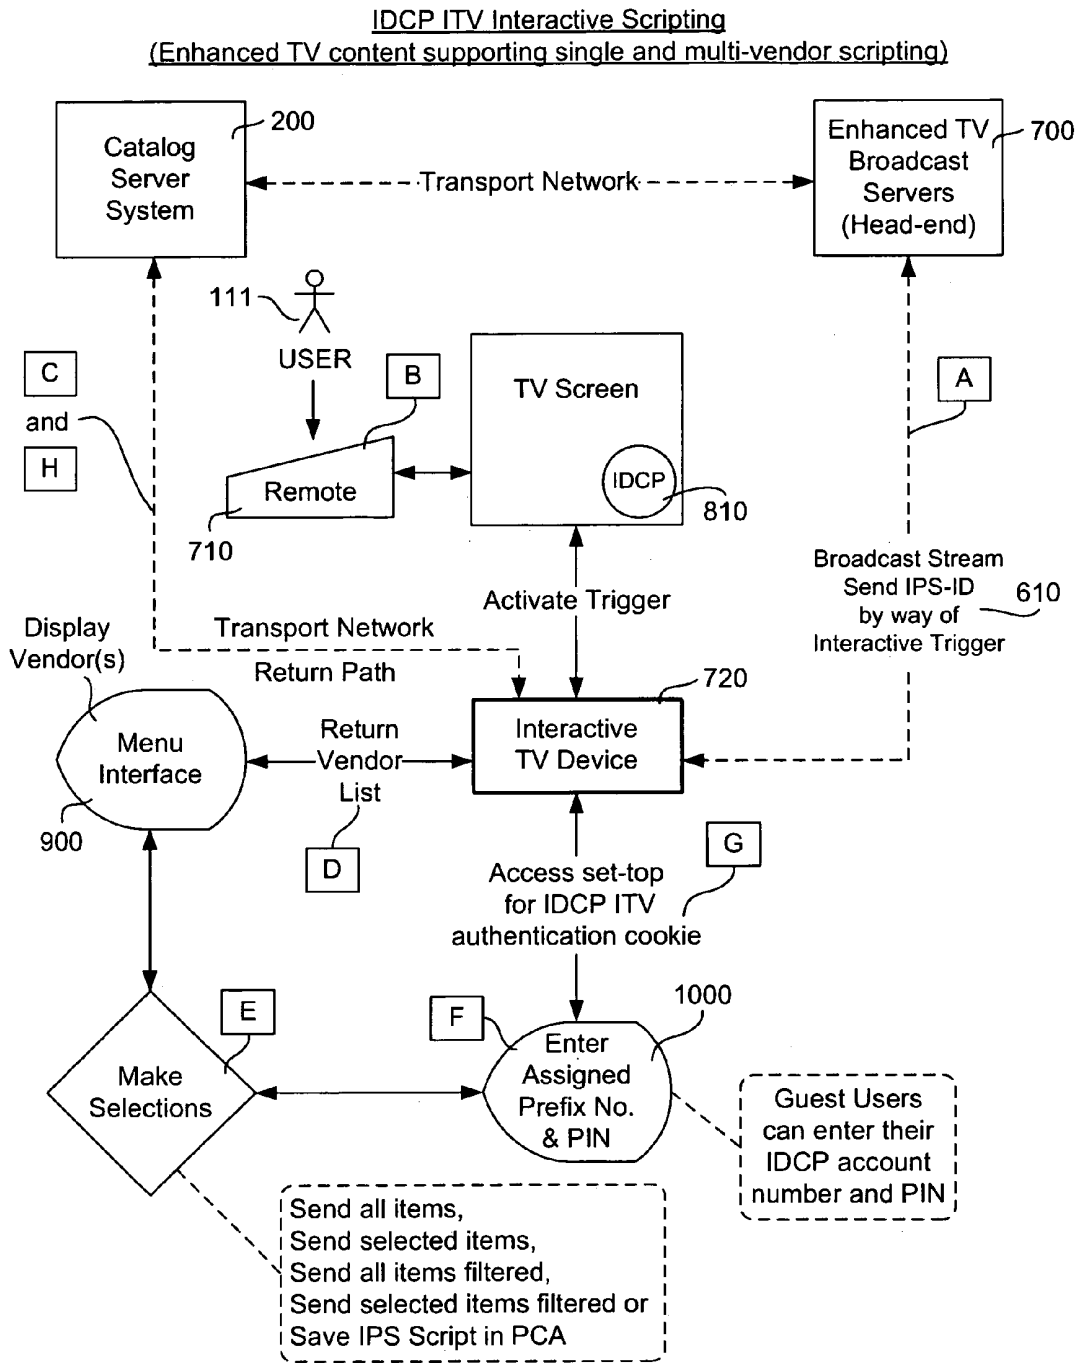 IDCP ITV Interactive Scripting
(Enhanced TV content supporting single and multi-vendor scripting)
Catalog
Server
System
200
Transport Network
Enhanced TV
Broadcast
Servers
(Head-end)
700
111
USER
C
and
H
B
Remote
710
TV Screen
IDCP
810
A
Broadcast Stream
Send IPS-ID
by way of
Interactive Trigger
610
Activate Trigger
Transport Network
Return Path
Display
Vendor(s)
Menu
Interface
900
Return
Vendor
List
D
720
Interactive
TV Device
G
Access set-top
for IDCP ITV
authentication cookie
E
Make
Selections
F
1000
Enter
Assigned
Prefix No.
& PIN
Guest Users
can enter their
IDCP account
number and PIN
Send all items,
Send selected items,
Send all items filtered,
Send selected items filtered or
Save IPS Script in PCA